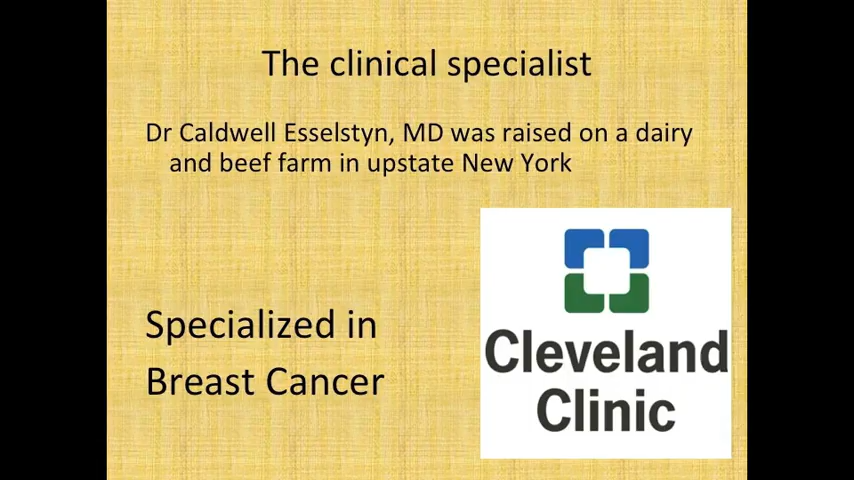 The clinical specialist
Dr Caldwell Esselstyn, MD was raised on a dairy
and beef farm in upstate New York
Specialized in
Breast Cancer
Cleveland
Clinic